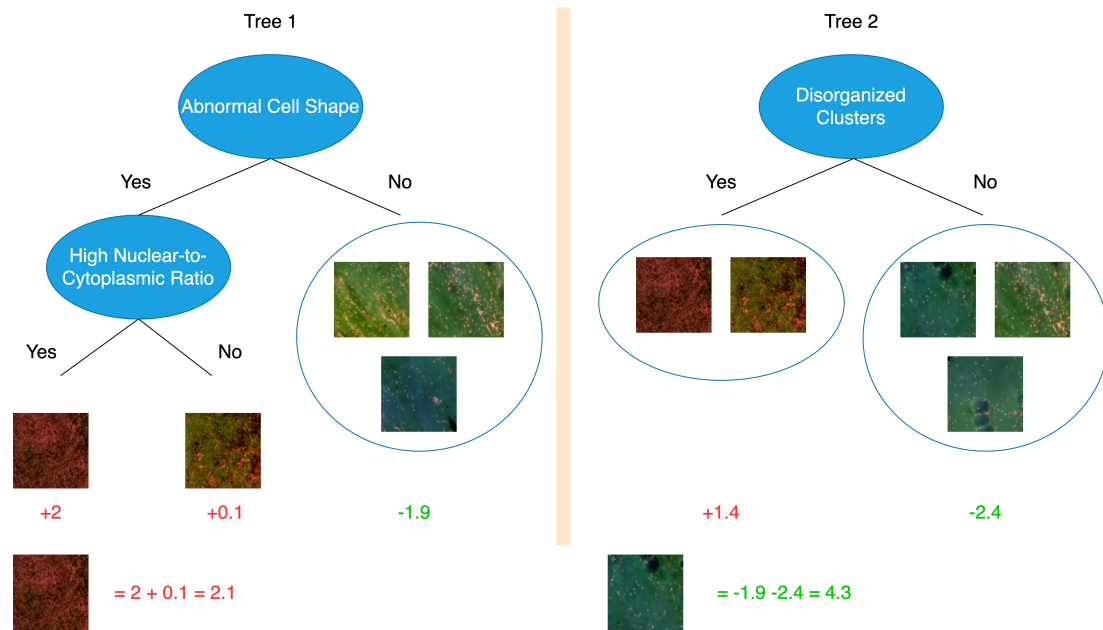 Tree 1
Abnormal Cell Shape
Yes
No
High Nuclear-to-
Cytoplasmic Ratio
Yes
No
+2
+0.1
-1.9
= 2 + 0.1 = 2.1
Tree 2
Disorganized
Clusters
Yes
No
+1.4
-2.4
= -1.9 -2.4 = 4.3